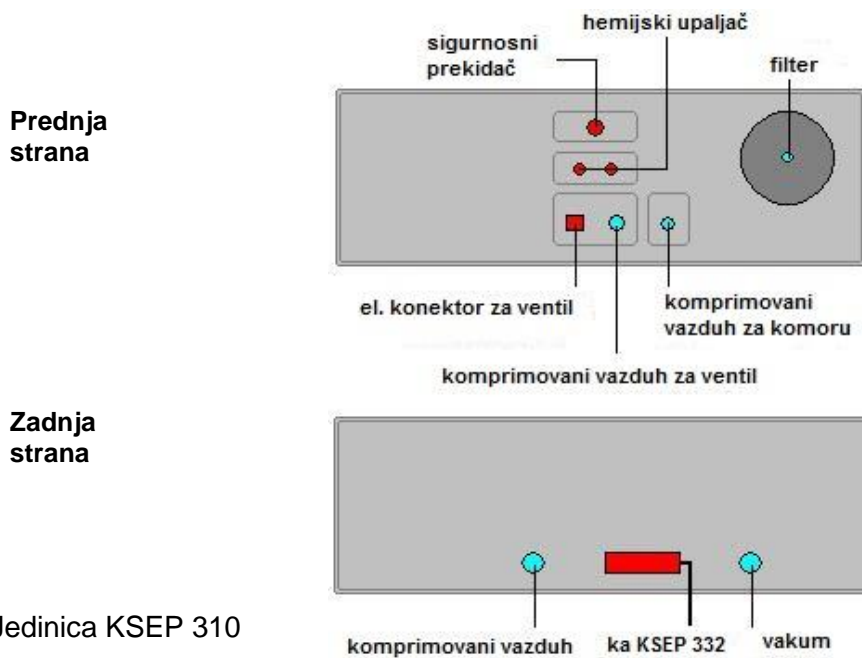 hemijski upaljač
sigurnosni
prekidač
filter
Prednja
strana
el. konektor za ventil
komprimovani
vazduh za komoru
komprimovani vazduh za ventil
Zadnja
strana
Jedinica KSEP 310
komprimovani vazduh
ka KSEP 332
vakum